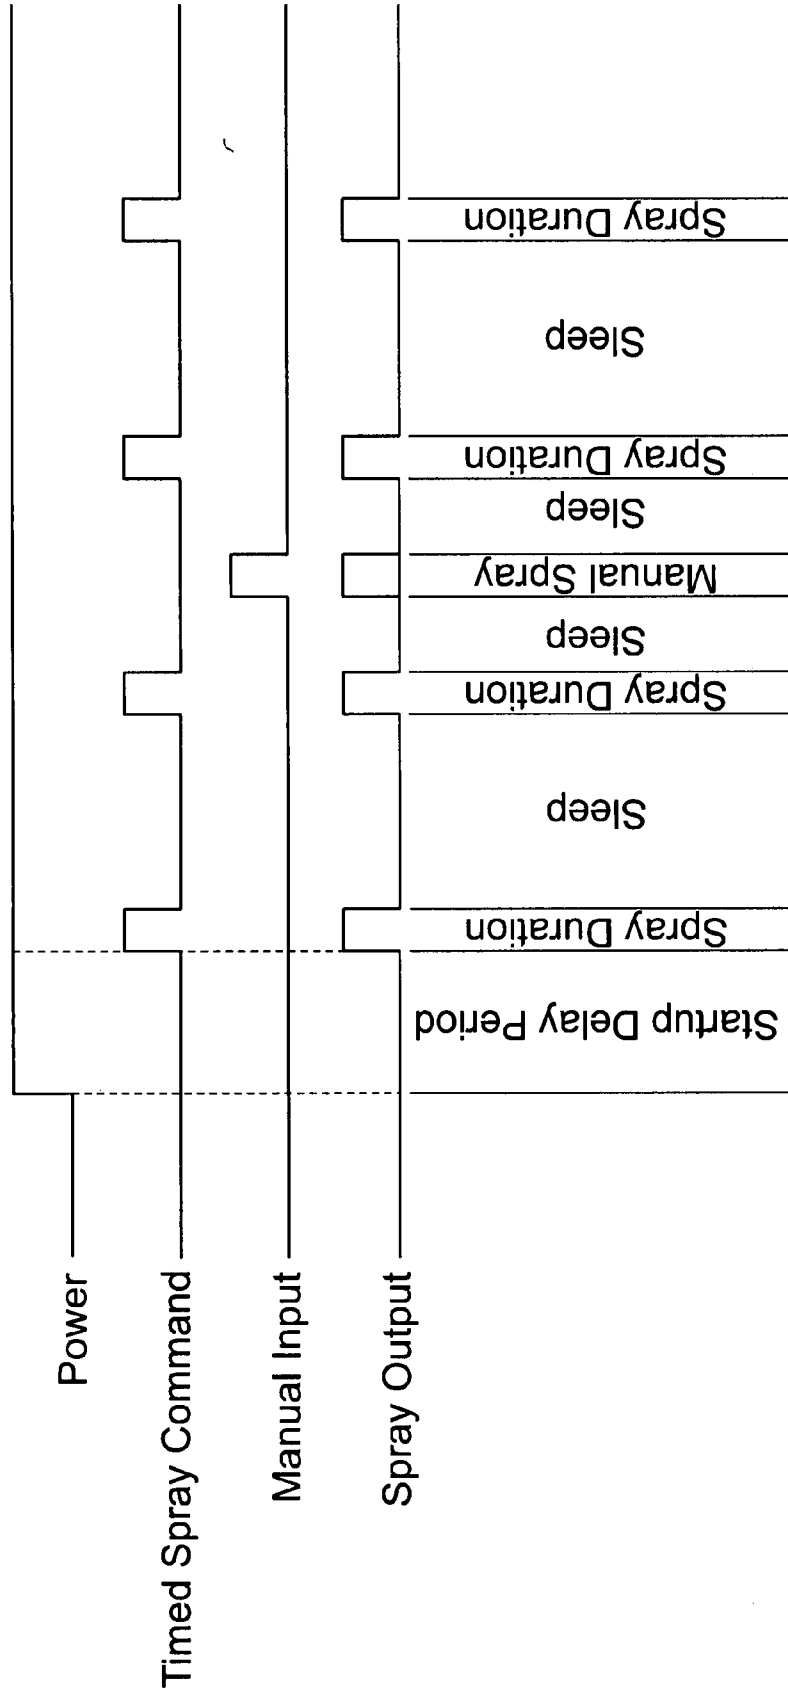 Power
Timed Spray Command
Manual Input
Spray Output
Startup Delay Period
Spray Duration
Sleep
Spray Duration
Sleep
Manual Spray
Sleep
Spray Duration
Sleep
Spray Duration